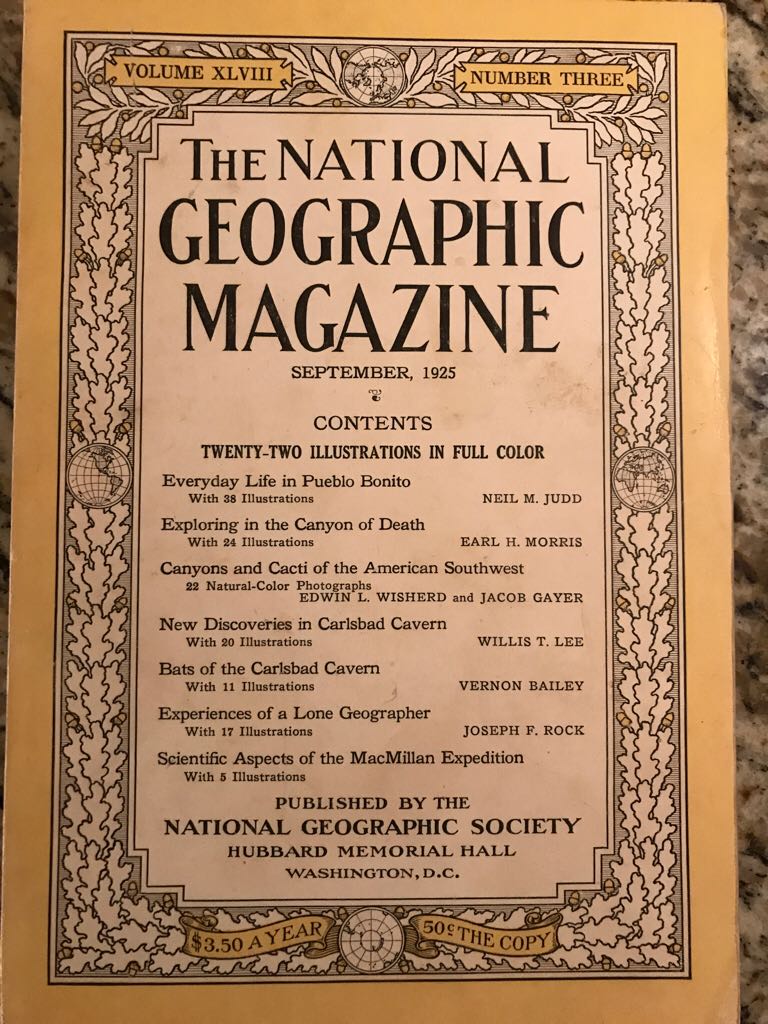 VOLUME XLVIII
NUMBER THREE
THE NATIONAL
GEOGRAPHIC
MAGAZINE
SEPTEMBER, 1925
CONTENTS
TWENTY-TWO ILLUSTRATIONS IN FULL COLOR
Everyday Life in Pueblo Bonito
With 38 Illustrations NEIL M. JUDD
Exploring in the Canyon of Death
With 24 Illustrations EARL H. MORRIS
Canyons and Cacti of the American Southwest
22 Natural-Color Photographs
EDWIN L. WISHERD and JACOB GAYER
New Discoveries in Carlsbad Cavern
With 20 Illustrations WILLIS T. LEE
Bats of the Carlsbad Cavern
With 11 Illustrations VERNON BAILEY
Experiences of a Lone Geographer
With 17 Illustrations JOSEPH F. ROCK
Scientific Aspects of the MacMillan Expedition
With 5 Illustrations
PUBLISHED BY THE
NATIONAL GEOGRAPHIC SOCIETY
HUBBARD MEMORIAL HALL
WASHINGTON, D.C.
$3.50 A YEAR
50¢ THE COPY